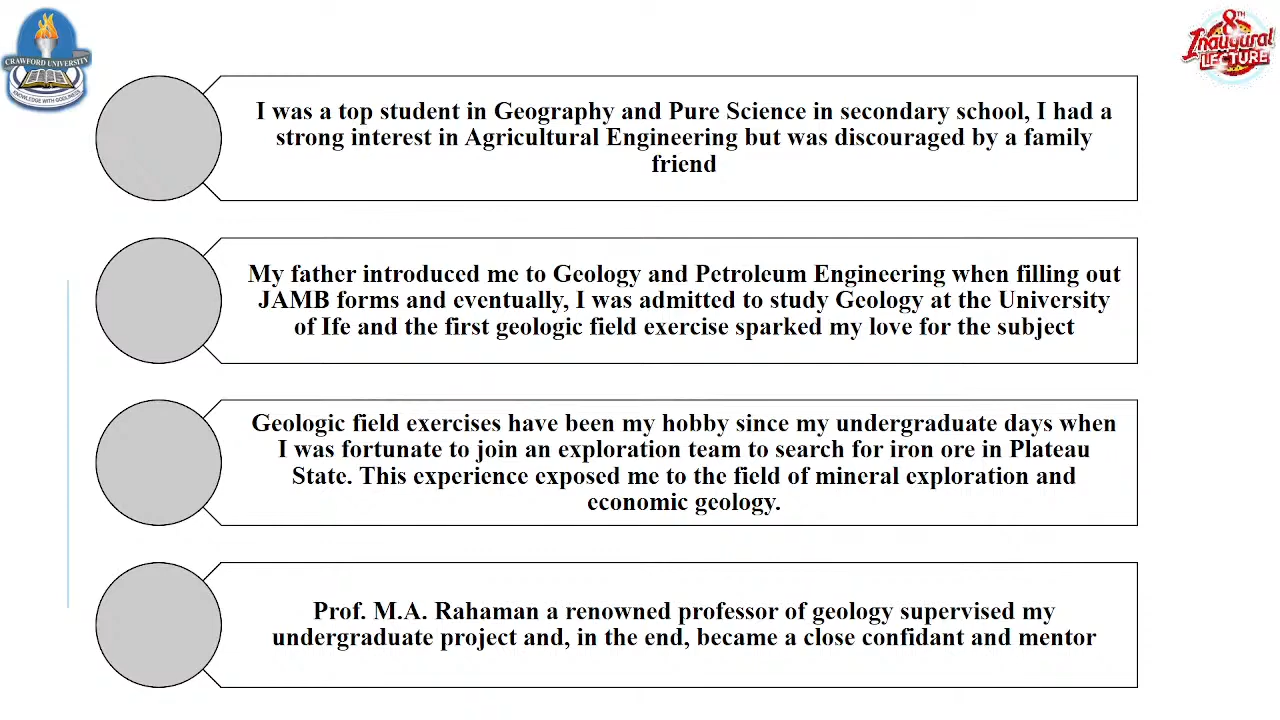 CRAWFORD UNIVERSITY
KNOWLEDGE WITH GODLINESS
8TH
Inaugural
LECTURE
I was a top student in Geography and Pure Science in secondary school, I had a
strong interest in Agricultural Engineering but was discouraged by a family
friend
My father introduced me to Geology and Petroleum Engineering when filling out
JAMB forms and eventually, I was admitted to study Geology at the University
of Ife and the first geologic field exercise sparked my love for the subject
Geologic field exercises have been my hobby since my undergraduate days when
I was fortunate to join an exploration team to search for iron ore in Plateau
State. This experience exposed me to the field of mineral exploration and
economic geology.
Prof. M.A. Rahaman a renowned professor of geology supervised my
undergraduate project and, in the end, became a close confidant and mentor